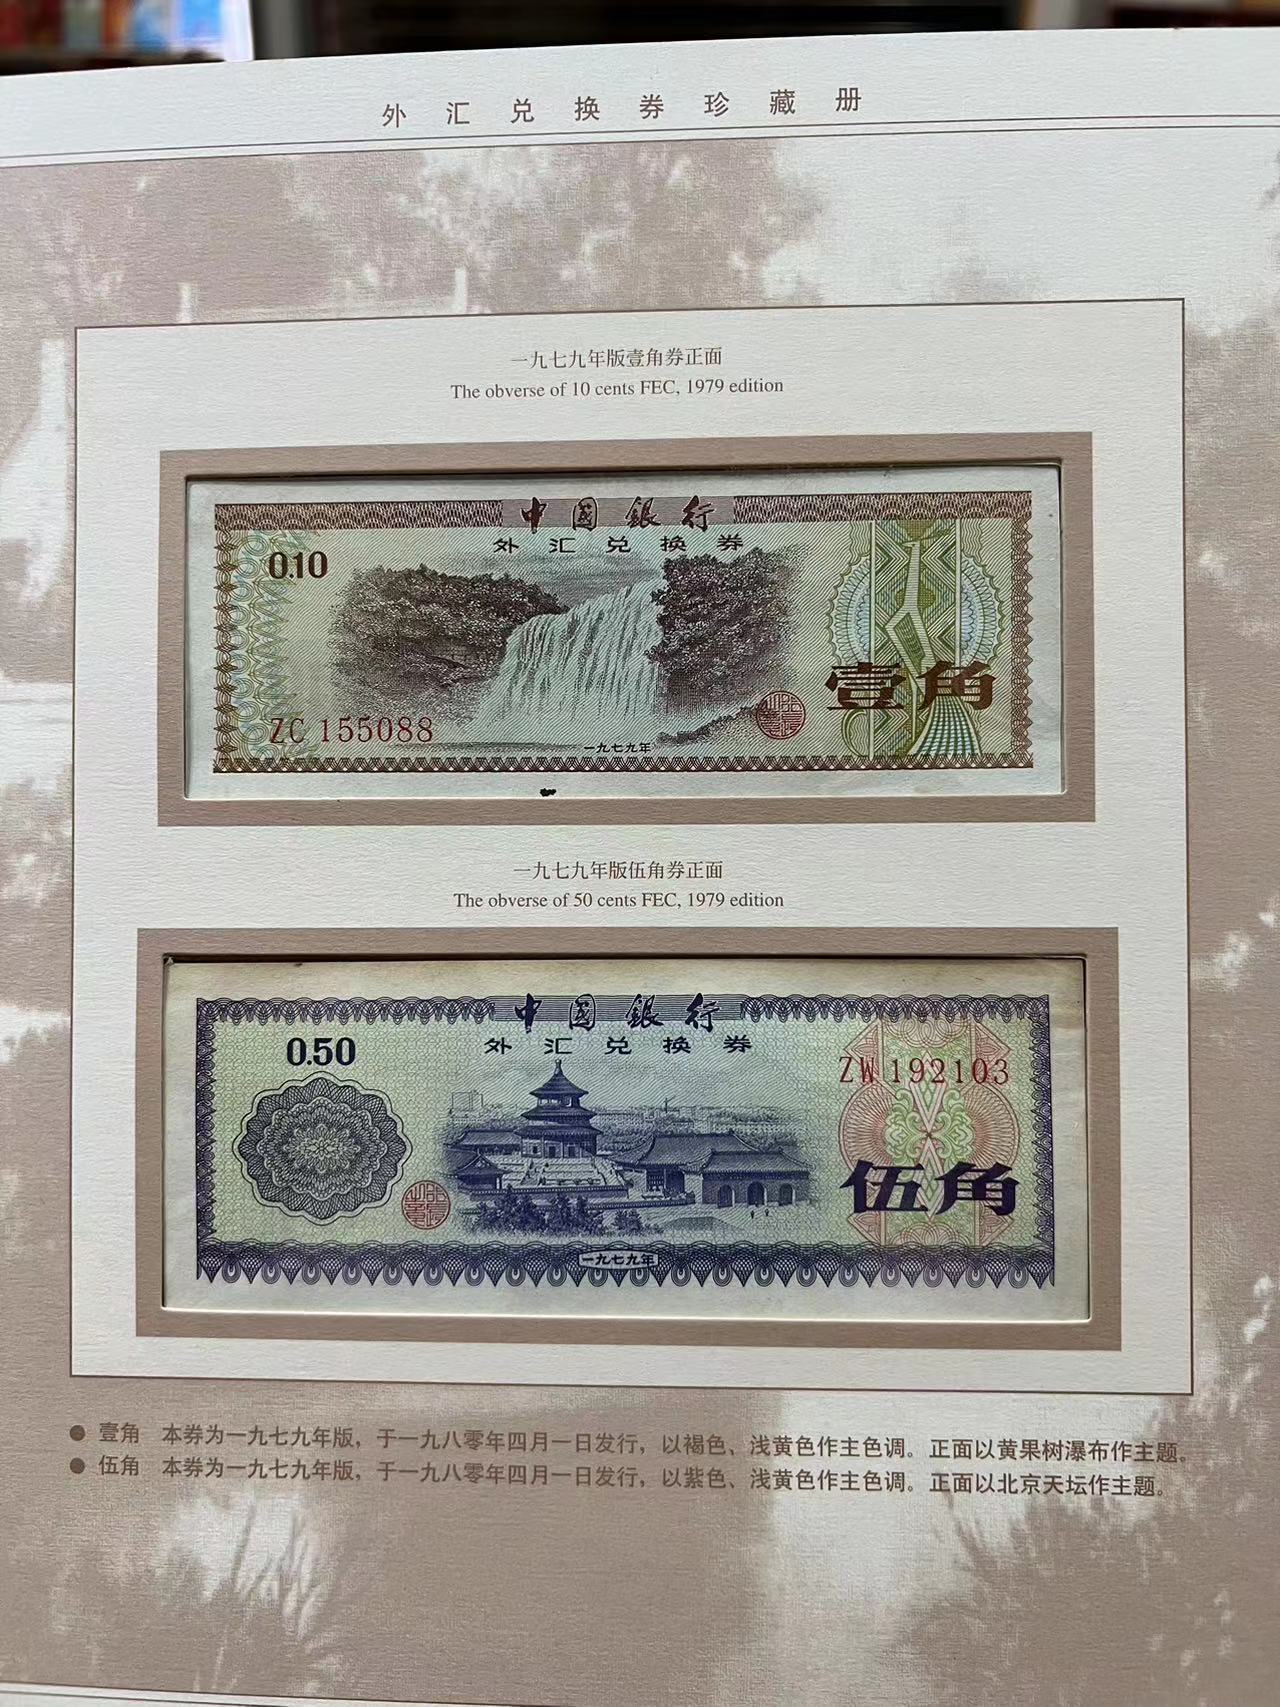 外汇兑换券珍藏册
一九七九年版壹角券正面
The obverse of 10 cents FEC, 1979 edition
中国銀行
外汇兑换券
0.10
壹角
ZC 155088
一九七九年
一九七九年版伍角券正面
The obverse of 50 cents FEC, 1979 edition
中国銀行
外汇兑换券
0.50
ZW 192103
伍角
一九七九年
● 壹角 本券为一九七九年版，于一九八零年四月一日发行，以褐色、浅黄色作主色调。正面以黄果树瀑布作主题。
● 伍角 本券为一九七九年版，于一九八零年四月一日发行，以紫色、浅黄色作主色调。正面以北京天坛作主题。